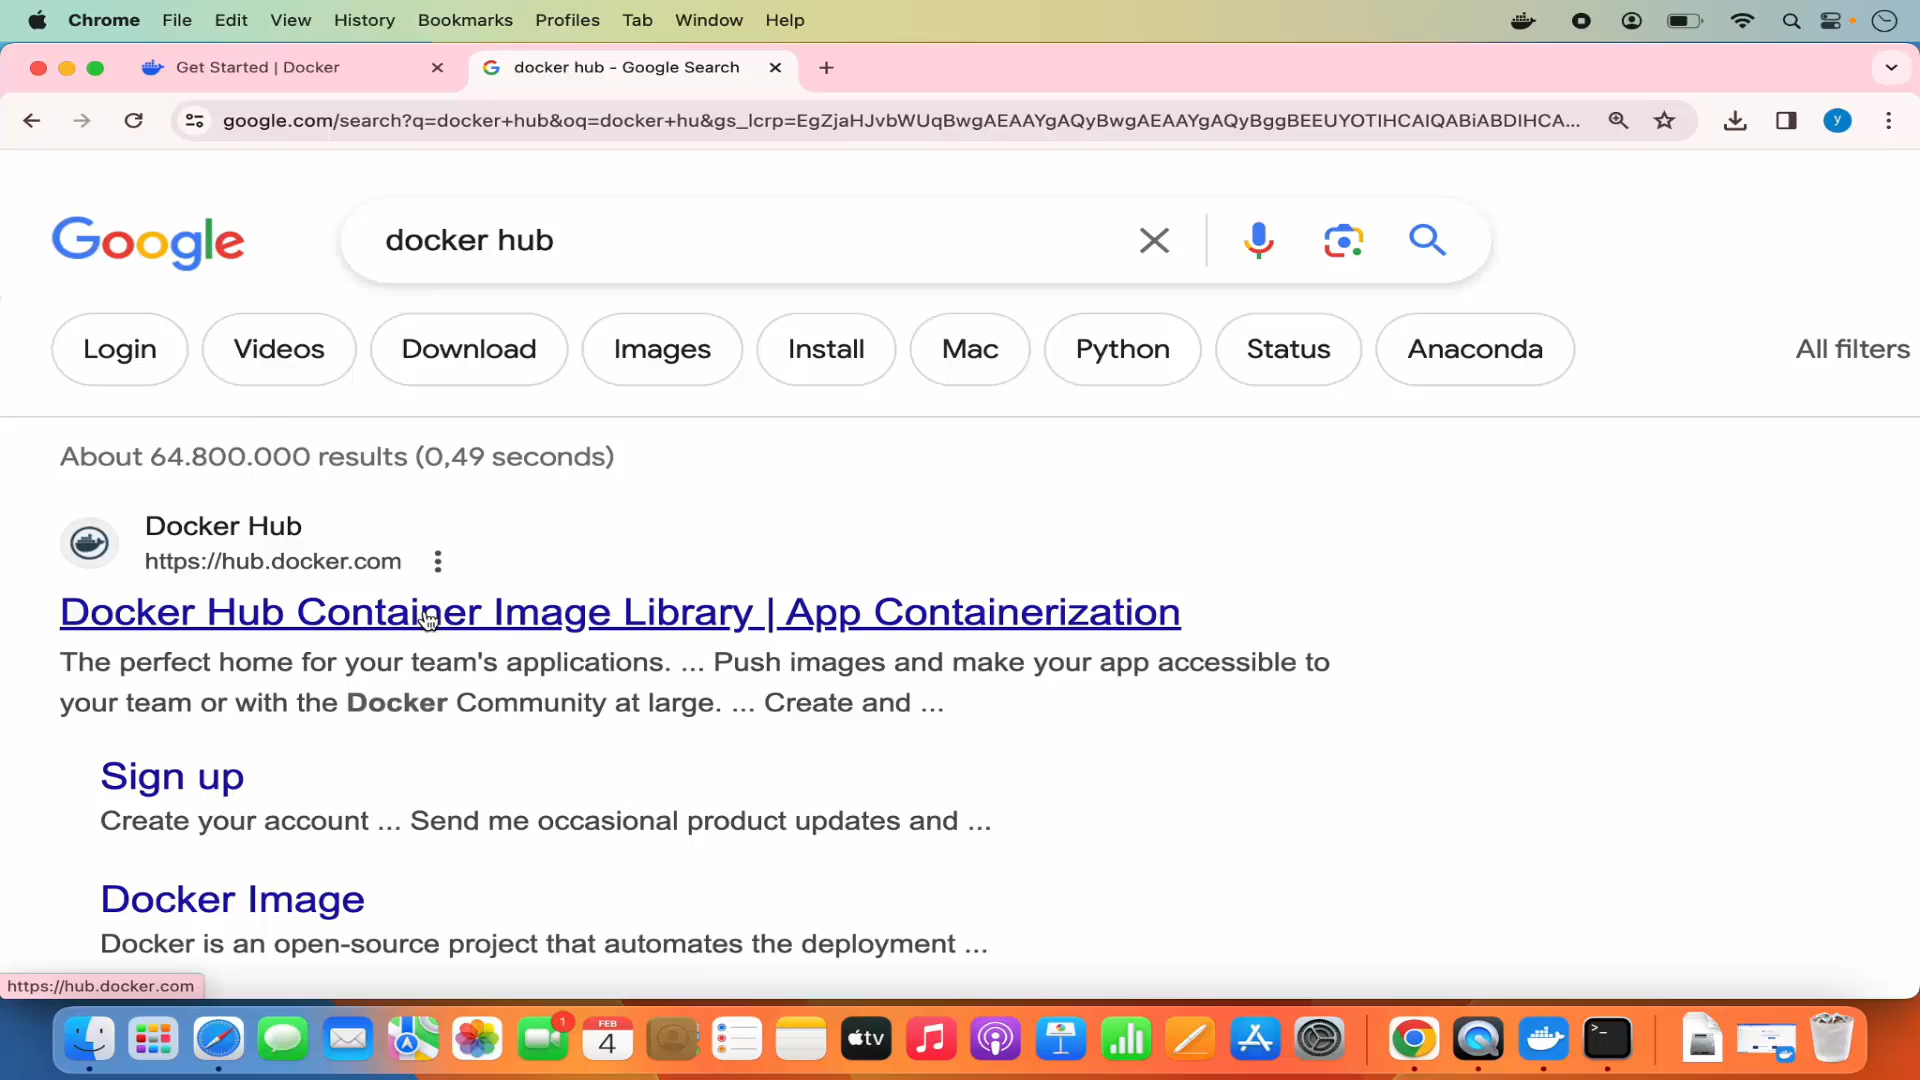 Chrome File Edit View History Bookmarks Profiles Tab Window Help
Get Started | Docker
docker hub - Google Search
google.com/search?q=docker+hub&oq=docker+hu&gs_lcrp=EgZjaHJvbWUqBwgAEAAYgAQyBwgAEAAYgAQyBggBEEUYOTIHCAIQABiABDIHCA...
y
Google
docker hub
Login Videos Download Images Install Mac Python Status Anaconda All filters
About 64.800.000 results (0,49 seconds)
Docker Hub
https://hub.docker.com
Docker Hub Container Image Library | App Containerization
The perfect home for your team's applications. ... Push images and make your app accessible to
your team or with the Docker Community at large. ... Create and ...
Sign up
Create your account ... Send me occasional product updates and ...
Docker Image
Docker is an open-source project that automates the deployment ...
https://hub.docker.com
1
FEB
4
tv